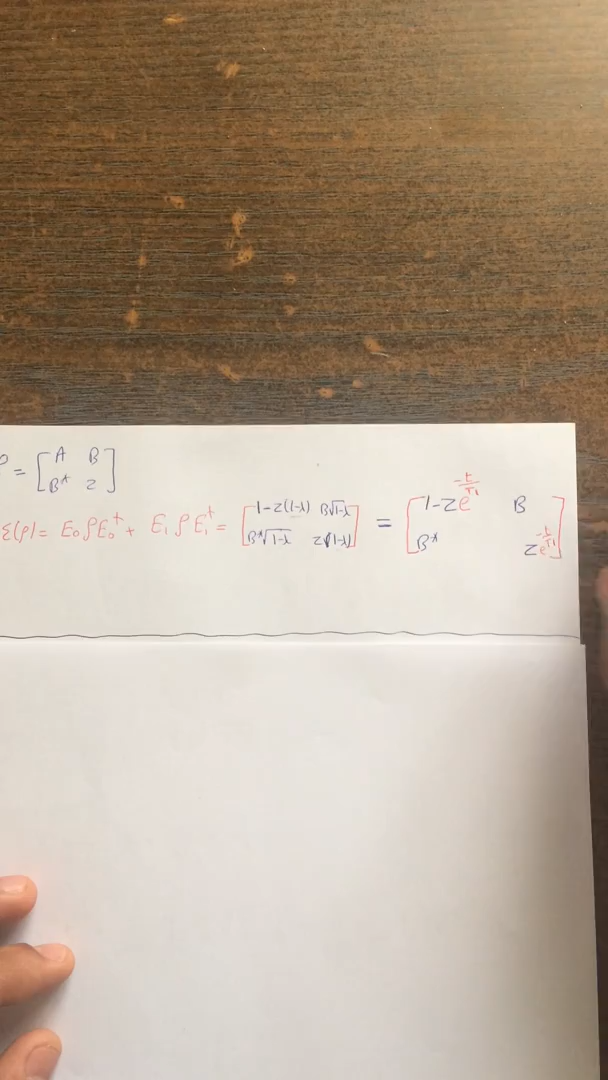 ρ = [A B; B* z]
ε(ρ) = E₀ρE₀† + E₁ρE₁† = [1-z(1-λ) B√1-λ; B*√1-λ z(1-λ)] = [1-ze^(-t/T₁) B; B* ze^(-t/T₁)]